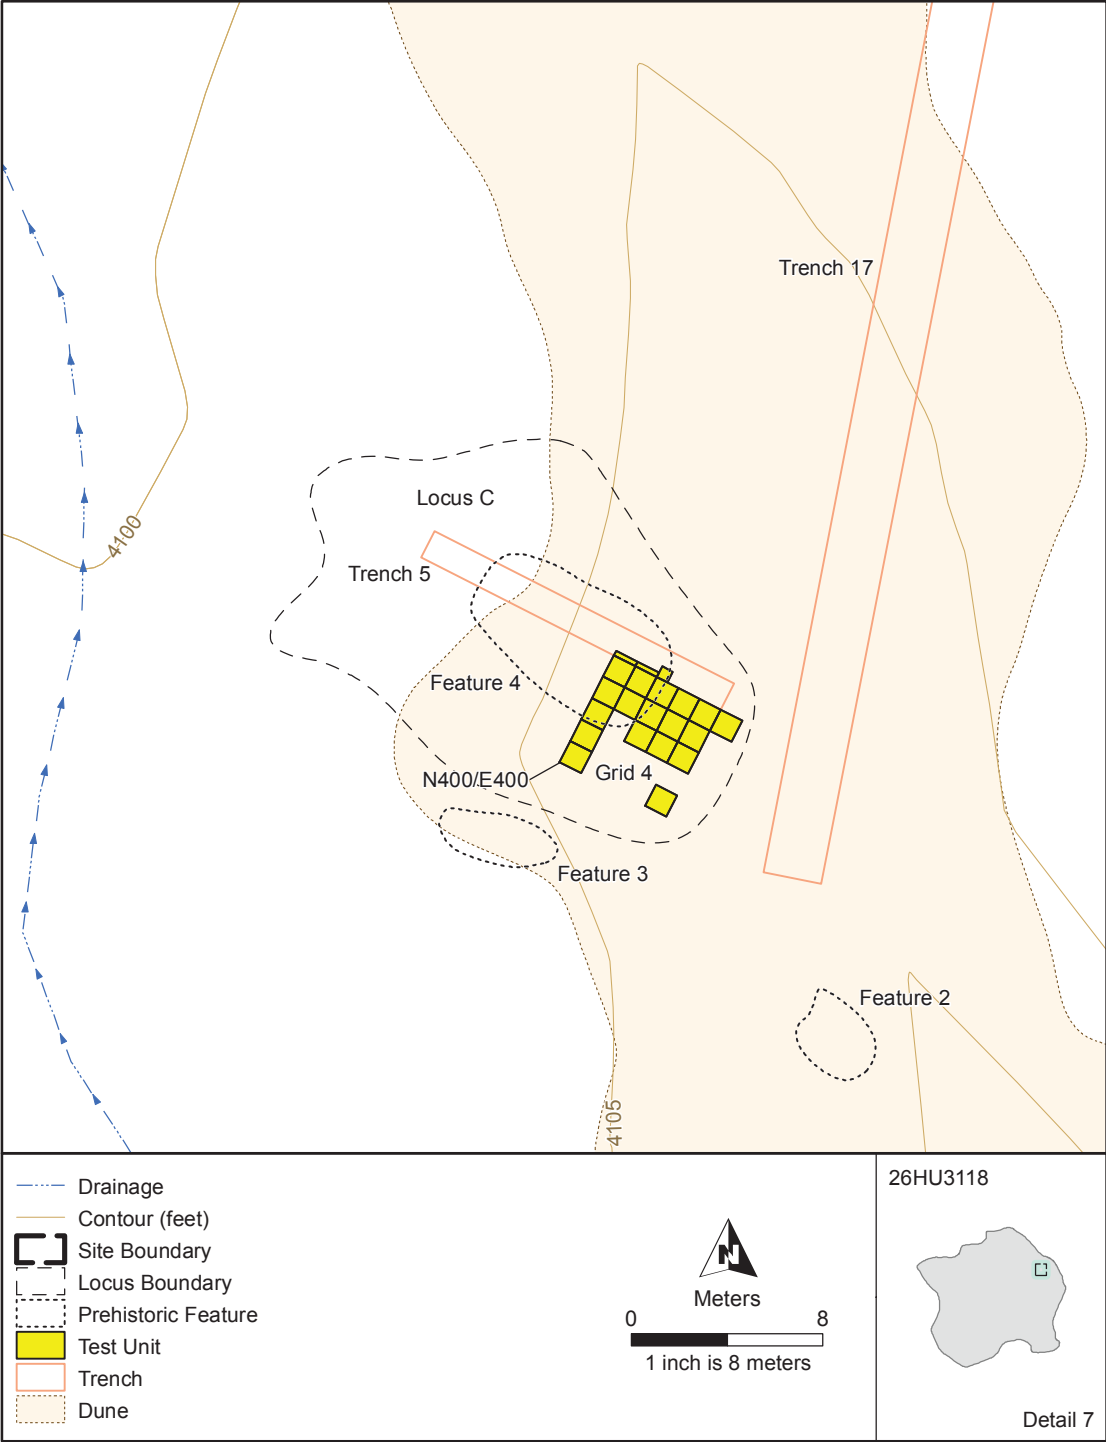 Trench 17
Locus C
4100
Trench 5
Feature 4
N400/E400
Grid 4
Feature 3
Feature 2
4105
Drainage
Contour (feet)
Site Boundary
Locus Boundary
Prehistoric Feature
Test Unit
Trench
Dune
N
Meters
0 8
1 inch is 8 meters
26HU3118
Detail 7